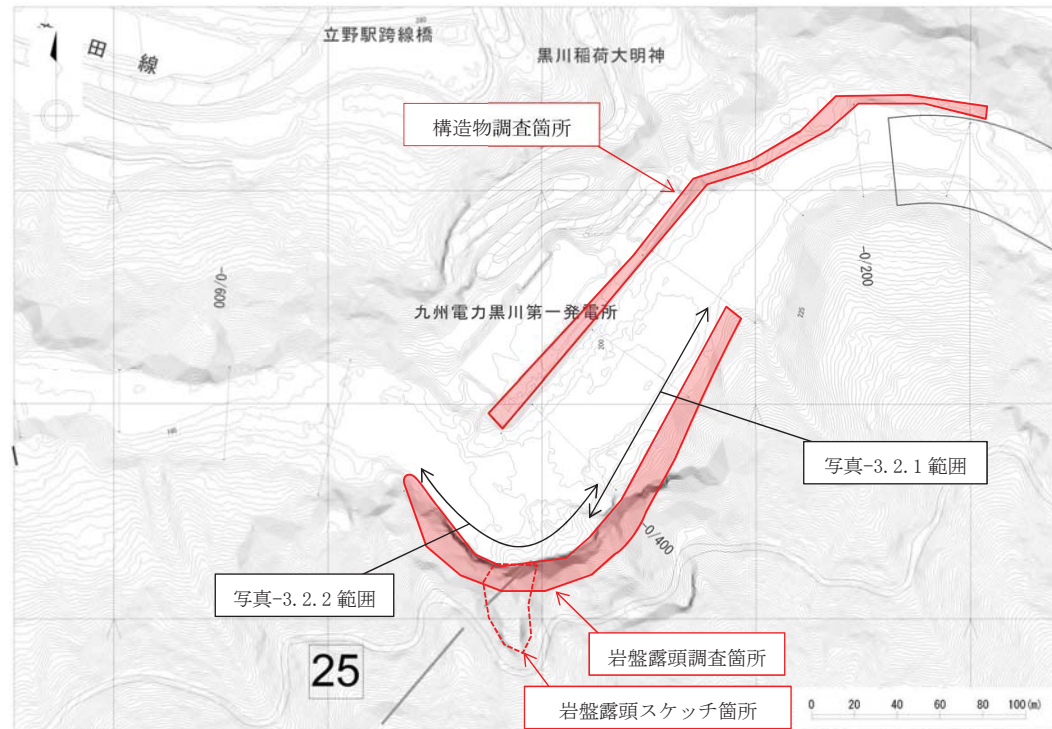 280
立野駅跨線橋
田線
黒川稲荷大明神
構造物調査箇所
-0/200
-0/600
225
九州電力黒川第一発電所
200
195
写真-3.2.1 範囲
-0/400
写真-3.2.2 範囲
岩盤露頭調査箇所
25
岩盤露頭スケッチ箇所
0 20 40 60 80 100(m)